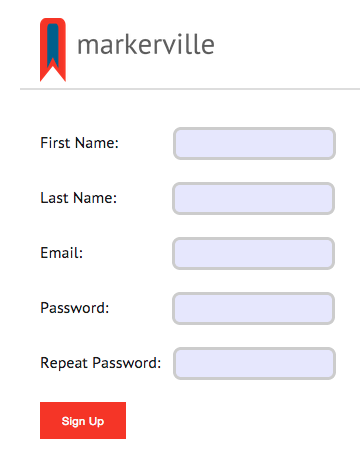 markerville
First Name:
Last Name:
Email:
Password:
Repeat Password:
Sign Up